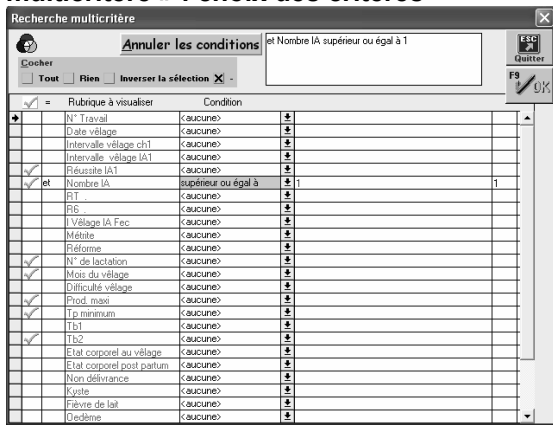 Recherche multicritère
Annuler les conditions
et Nombre IA supérieur ou égal à 1
ESC
Quitter
Cocher
Tout Rien Inverser la sélection X -
F9
OK
= Rubrique à visualiser Condition
N° Travail <aucune>
Date vêlage <aucune>
Intervalle vêlage ch1 <aucune>
Intervalle vêlage IA1 <aucune>
Réussite IA1 <aucune>
et Nombre IA supérieur ou égal à 1 1
RT . <aucune>
R6 . <aucune>
I Vêlage IA Fec <aucune>
Métrite <aucune>
Réforme <aucune>
N° de lactation <aucune>
Mois du vêlage <aucune>
Difficulté vêlage <aucune>
Prod. maxi <aucune>
Tp minimum <aucune>
Tb1 <aucune>
Tb2 <aucune>
Etat corporel au vêlage <aucune>
Etat corporel post partum <aucune>
Non délivrance <aucune>
Kyste <aucune>
Fièvre de lait <aucune>
Oedème <aucune>